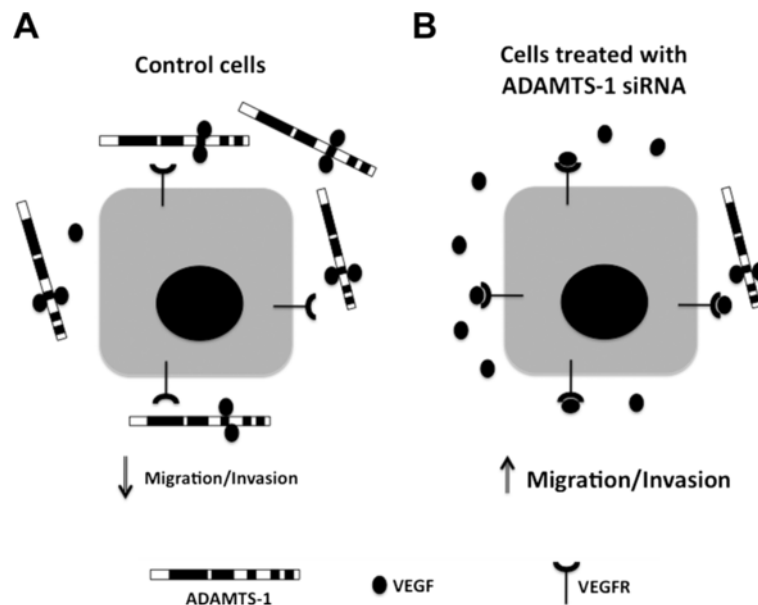 A
Control cells
Migration/Invasion
B
Cells treated with
ADAMTS-1 siRNA
Migration/Invasion
ADAMTS-1
VEGF
VEGFR